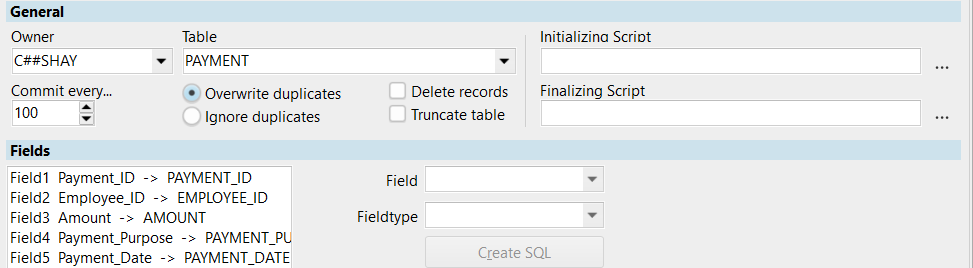 General
Owner
Table
Initializing Script
C##SHAY
PAYMENT
...
Commit every...
Overwrite duplicates
Delete records
Finalizing Script
100
Ignore duplicates
Truncate table
...
Fields
Field1 Payment_ID -> PAYMENT_ID
Field2 Employee_ID -> EMPLOYEE_ID
Field3 Amount -> AMOUNT
Field4 Payment_Purpose -> PAYMENT_PU
Field5 Payment_Date -> PAYMENT_DATE
Field
Fieldtype
Create SQL